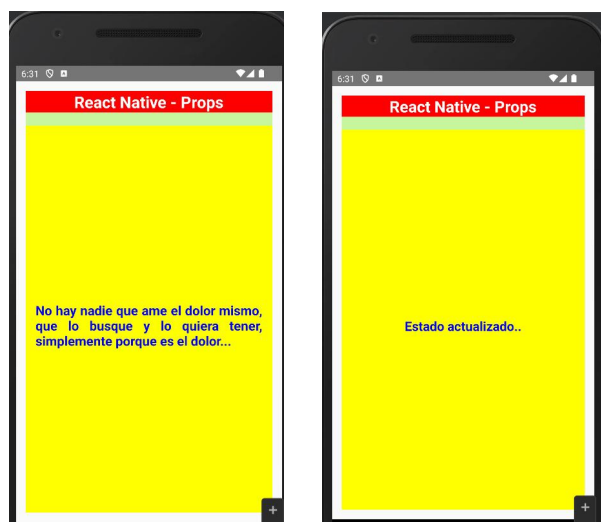 6:31
React Native - Props
No hay nadie que ame el dolor mismo,
que lo busque y lo quiera tener,
simplemente porque es el dolor...
+
6:31
React Native - Props
Estado actualizado..
+